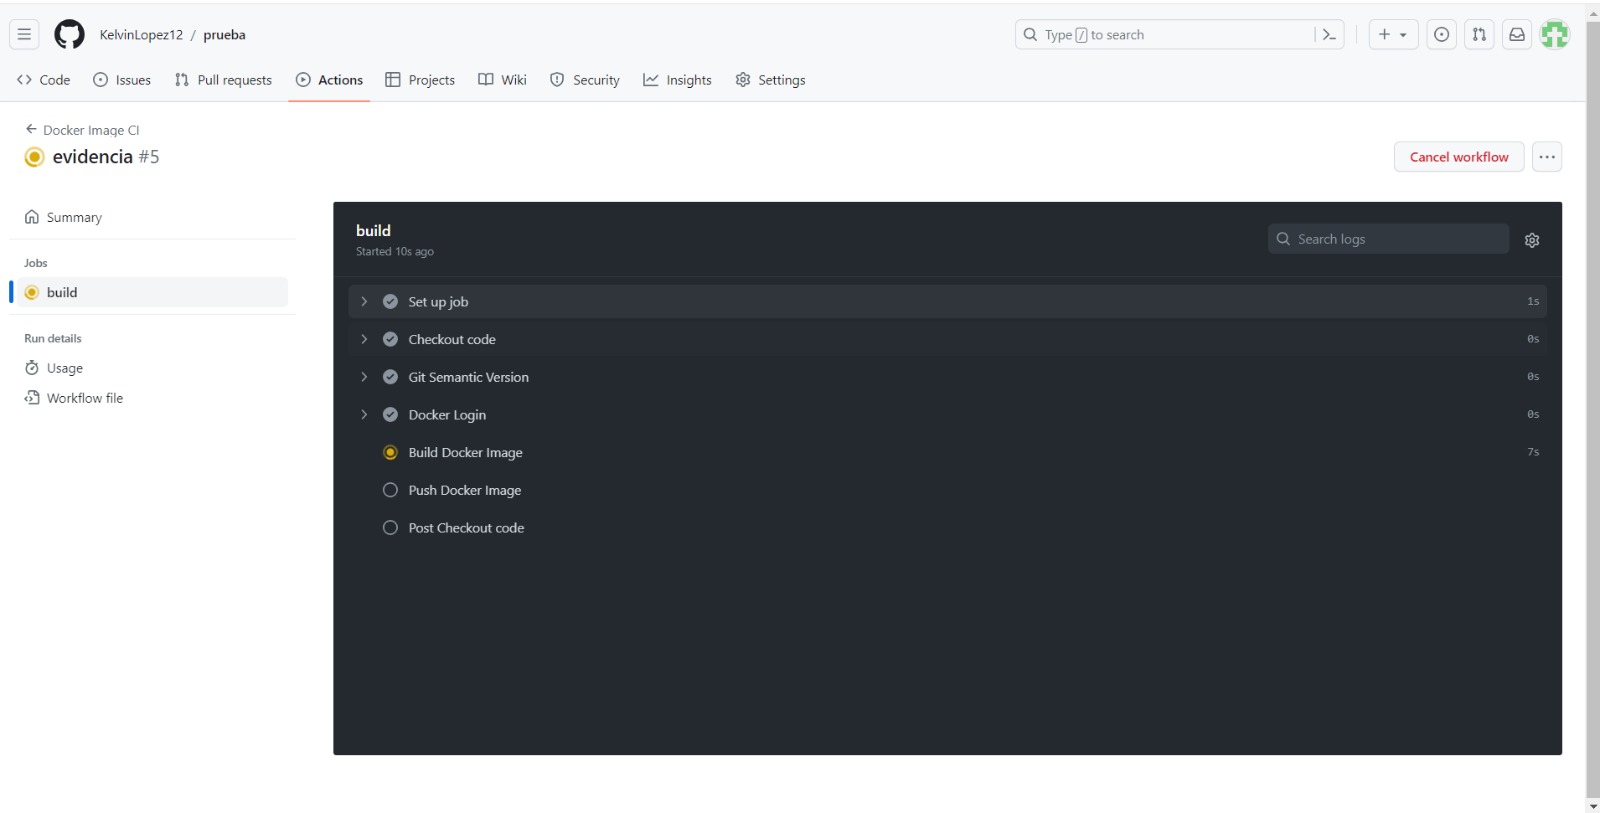 KelvinLopez12 / prueba
Type / to search
Code Issues Pull requests Actions Projects Wiki Security Insights Settings
Docker Image CI
evidencia #5
Cancel workflow
Summary
Jobs
build
Run details
Usage
Workflow file
build
Started 10s ago
Search logs
Set up job 1s
Checkout code 0s
Git Semantic Version 0s
Docker Login 0s
Build Docker Image 7s
Push Docker Image
Post Checkout code